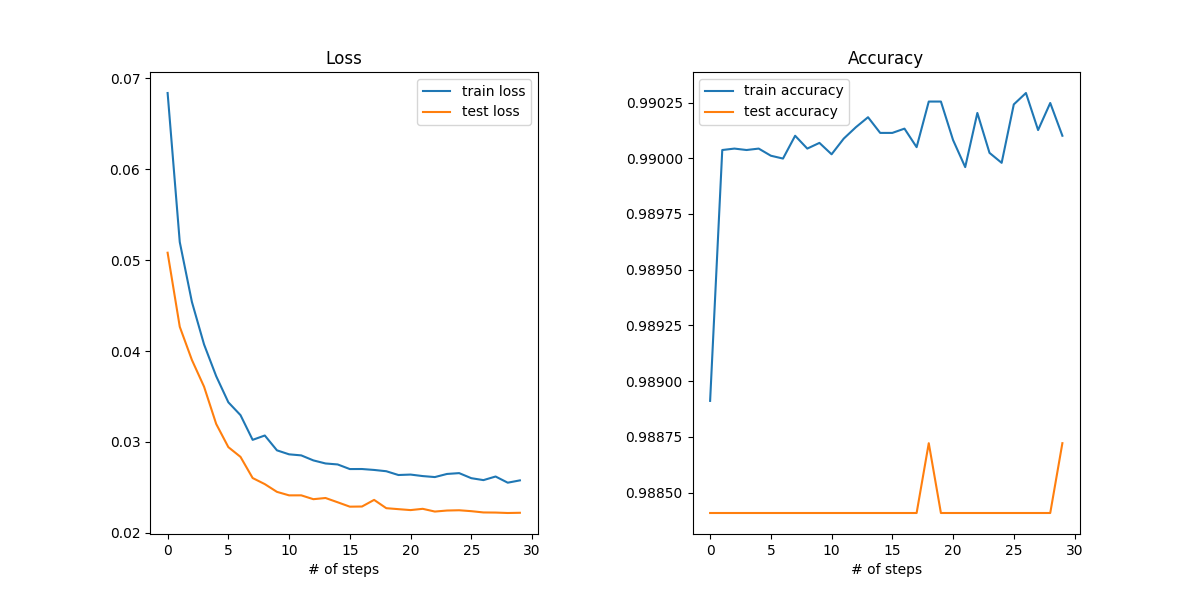 Loss
0.07
0.06
0.05
0.04
0.03
0.02
train loss
test loss
0 5 10 15 20 25 30
# of steps
Accuracy
0.99025
0.99000
0.98975
0.98950
0.98925
0.98900
0.98875
0.98850
train accuracy
test accuracy
0 5 10 15 20 25 30
# of steps